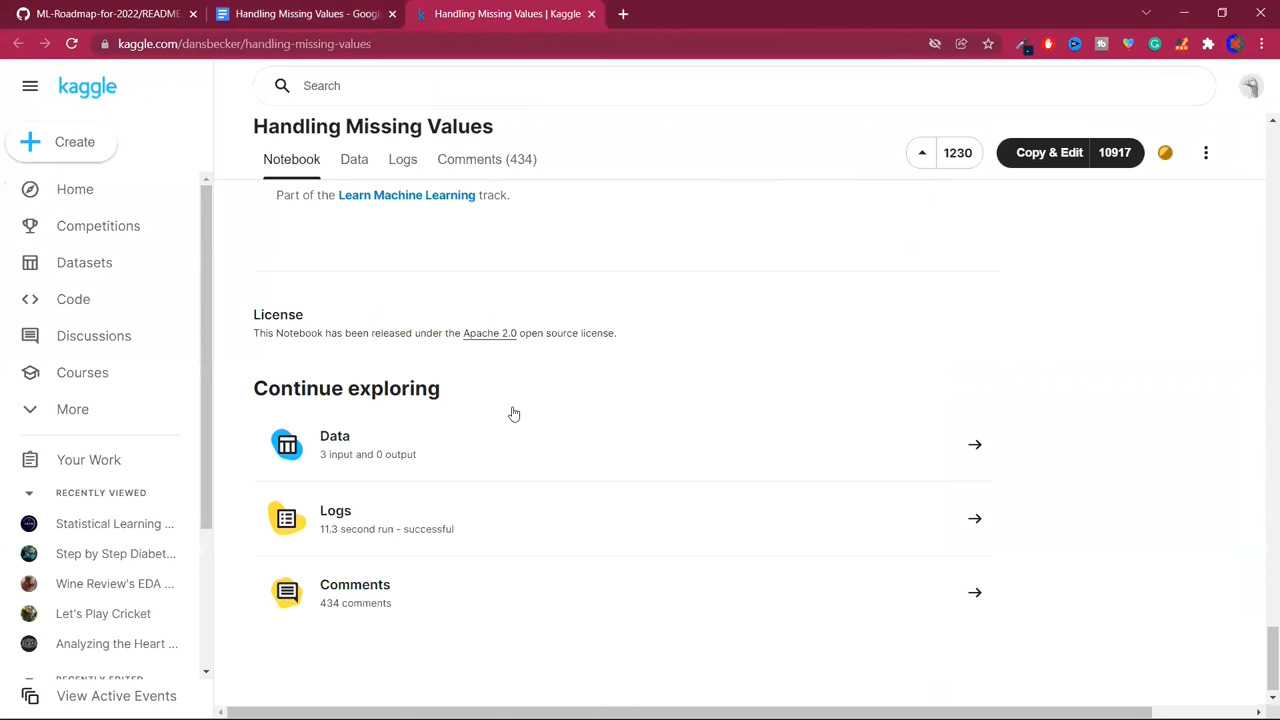 ML-Roadmap-for-2022/README.
Handling Missing Values - Googl
Handling Missing Values | Kaggle
kaggle.com/dansbecker/handling-missing-values
kaggle
Search
Create
Home
Competitions
Datasets
Code
Discussions
Courses
More
Your Work
RECENTLY VIEWED
Statistical Learning ...
Step by Step Diabet...
Wine Review's EDA ...
Let's Play Cricket
Analyzing the Heart ...
RECENTLY EDITED
View Active Events
Handling Missing Values
Notebook Data Logs Comments (434)
1230
Copy & Edit 10917
Part of the Learn Machine Learning track.
License
This Notebook has been released under the Apache 2.0 open source license.
Continue exploring
Data
3 input and 0 output
Logs
11.3 second run - successful
Comments
434 comments